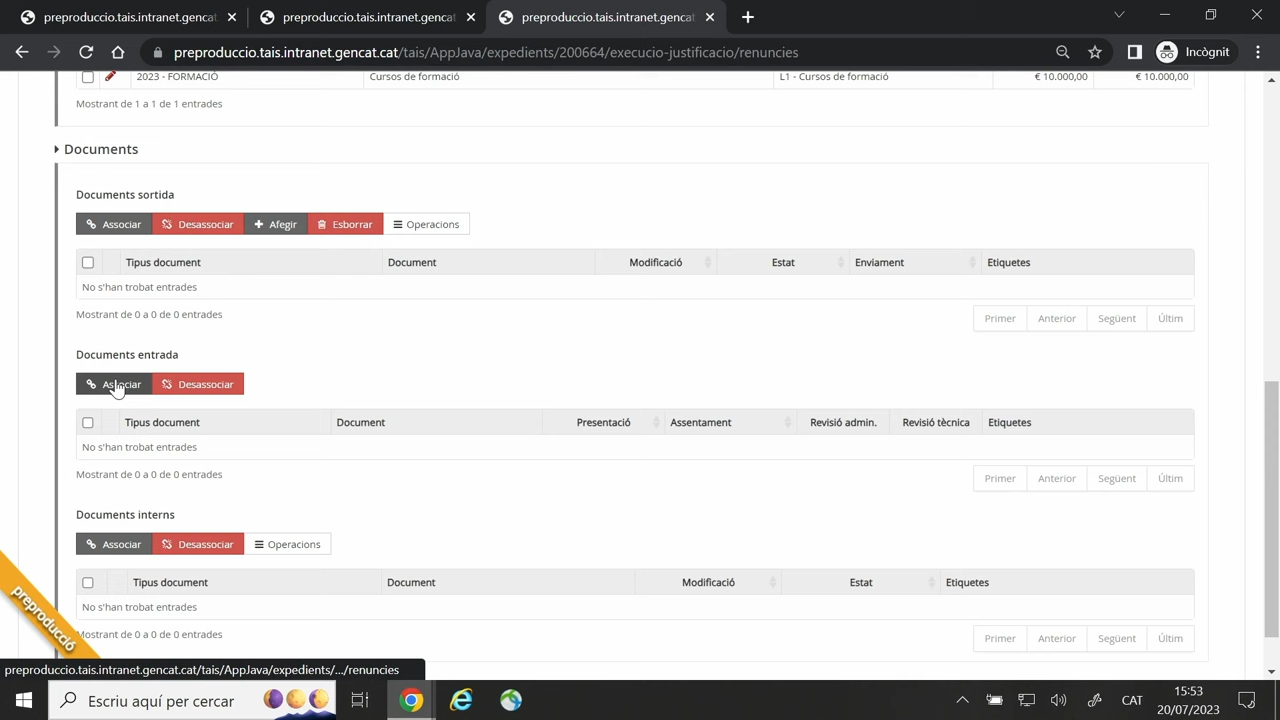 preproduccio.tais.intranet.gencat
preproduccio.tais.intranet.gencat
preproduccio.tais.intranet.gencat
preproduccio.tais.intranet.gencat.cat/tais/AppJava/expedients/200664/execucio-justificacio/renuncies
Incògnit
2023 - FORMACIÓ Cursos de formació L1 - Cursos de formació € 10.000,00 € 10.000,00
Mostrant de 1 a 1 de 1 entrades
Documents
Documents sortida
Associar Desassociar Afegir Esborrar Operacions
Tipus document Document Modificació Estat Enviament Etiquetes
No s'han trobat entrades
Mostrant de 0 a 0 de 0 entrades
Primer Anterior Següent Últim
Documents entrada
Associar Desassociar
Tipus document Document Presentació Assentament Revisió admin. Revisió tècnica Etiquetes
No s'han trobat entrades
Mostrant de 0 a 0 de 0 entrades
Primer Anterior Següent Últim
Documents interns
Associar Desassociar Operacions
Tipus document Document Modificació Estat Etiquetes
No s'han trobat entrades
Mostrant de 0 a 0 de 0 entrades
Primer Anterior Següent Últim
preproducció
preproduccio.tais.intranet.gencat.cat/tais/AppJava/expedients/.../renuncies
Escriu aquí per cercar
CAT
15:53
20/07/2023